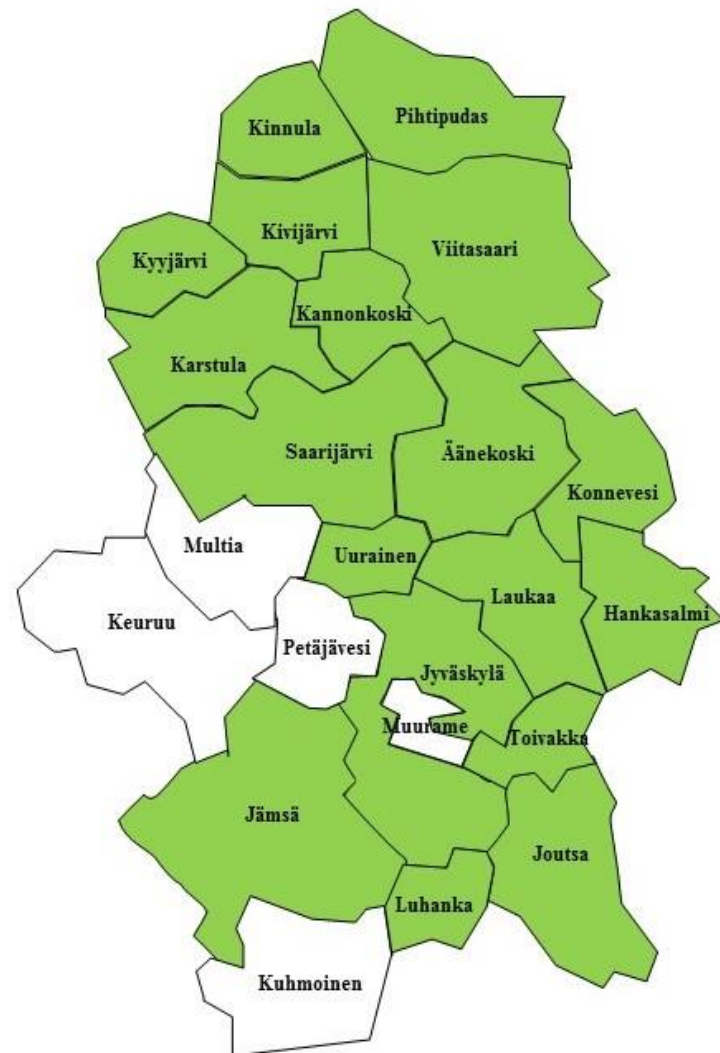 Pihtipudas
Kinnula
Kivijärvi
Viitasaari
Kyyjärvi
Kannonkoski
Karstula
Saarijärvi
Äänekoski
Konnevesi
Multia
Uurainen
Laukaa
Hankasalmi
Keuruu
Petäjävesi
Jyväskylä
Muurame
Toivakka
Jämsä
Joutsa
Luhanka
Kuhmoinen